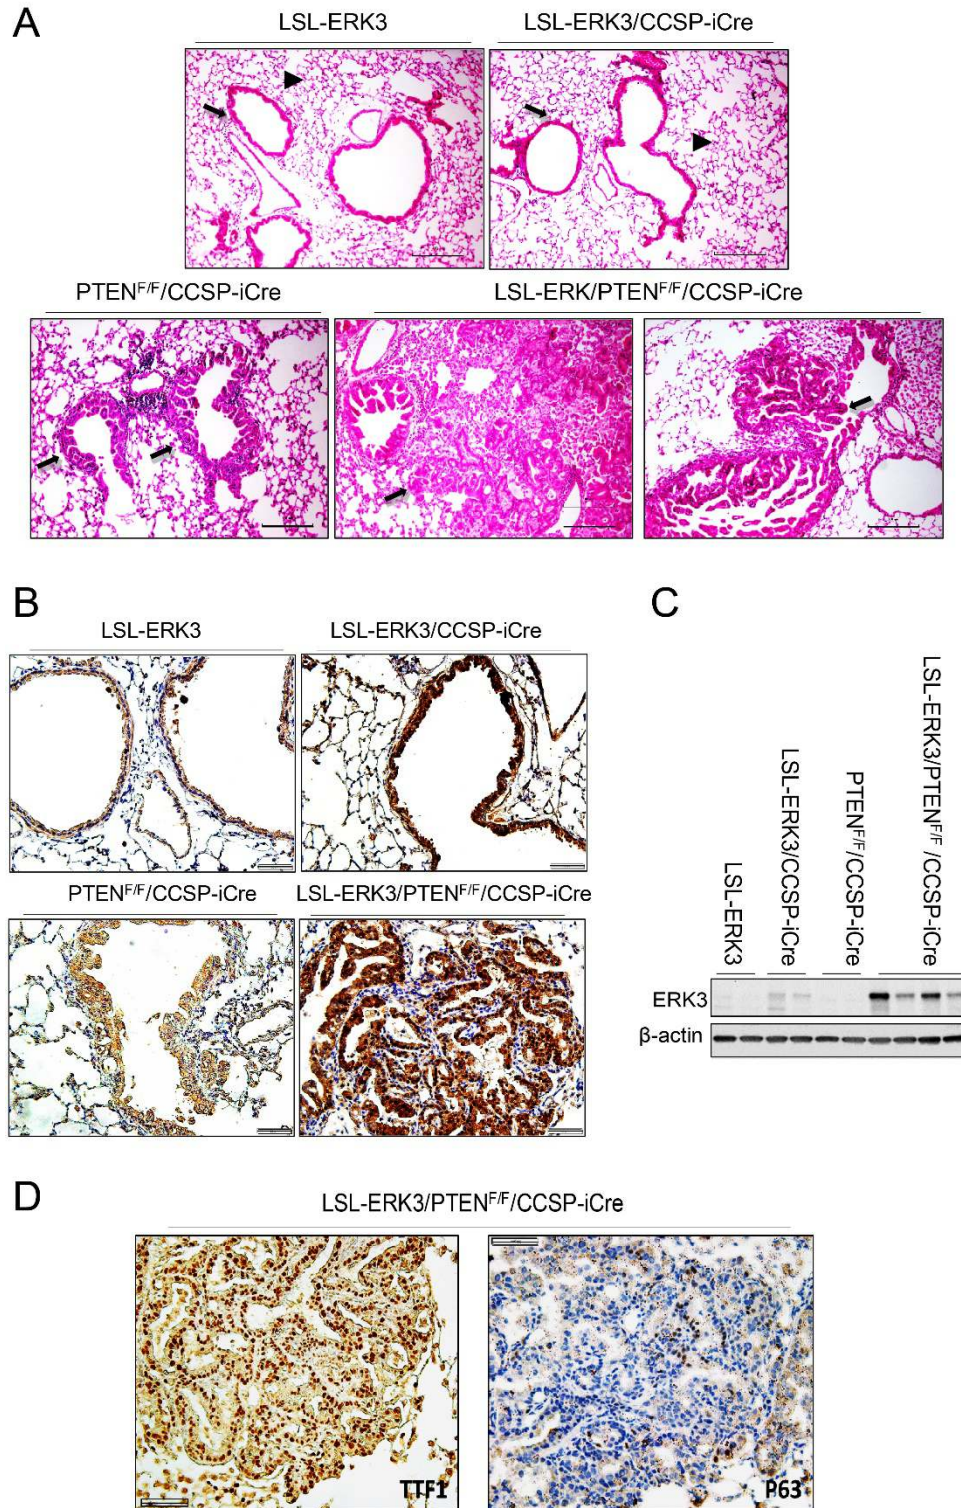 A
LSL-ERK3
LSL-ERK3/CCSP-iCre
PTENF/F/CCSP-iCre
LSL-ERK/PTENF/F/CCSP-iCre
B
LSL-ERK3
LSL-ERK3/CCSP-iCre
PTENF/F/CCSP-iCre
LSL-ERK3/PTENF/F/CCSP-iCre
C
LSL-ERK3
LSL-ERK3/CCSP-iCre
PTENF/F/CCSP-iCre
LSL-ERK3/PTENF/F
/CCSP-iCre
ERK3
β-actin
D
LSL-ERK3/PTENF/F/CCSP-iCre
TTF1
P63